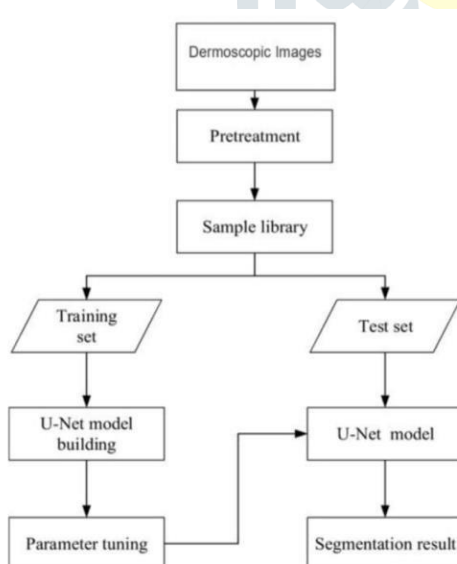 Dermoscopic Images
Pretreatment
Sample library
Training
set
Test set
U-Net model
building
U-Net model
Parameter tuning
Segmentation result